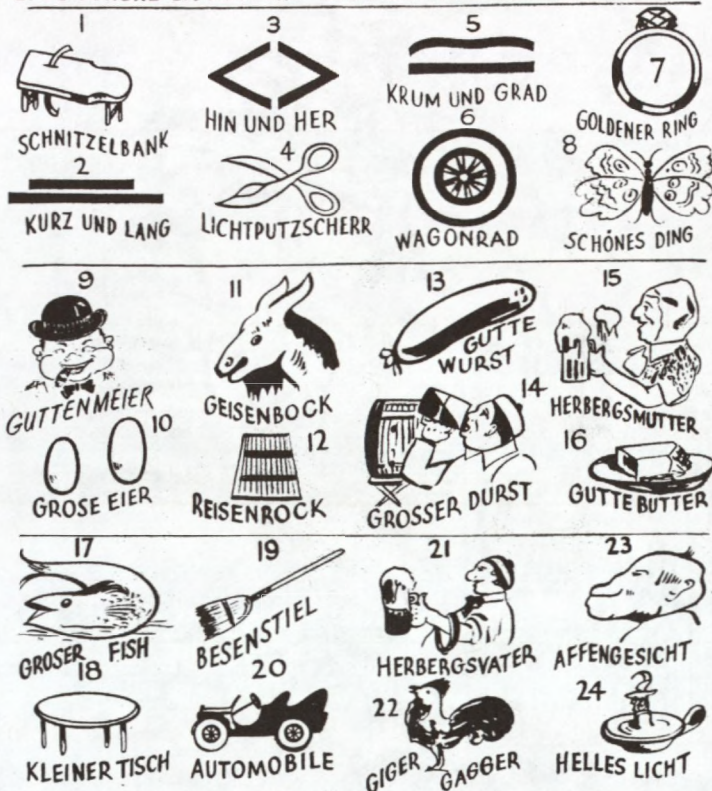 1
SCHNITZELBANK
2
KURZ UND LANG
3
HIN UND HER
4
LICHTPUTZSCHERR
5
KRUM UND GRAD
6
WAGONRAD
7
GOLDENER RING
8
SCHÖNES DING
9
GUTTENMEIER
10
GROSE EIER
11
GEISENBOCK
12
REISENROCK
13
GUTTE
WURST
14
GROSSER DURST
15
HERBERGSMUTTER
16
GUTTE BUTTER
17
GROSER FISH
18
KLEINER TISCH
19
BESENSTIEL
20
AUTOMOBILE
21
HERBERGSVATER
22
GIGER GAGGER
23
AFFENGESICHT
24
HELLES LICHT